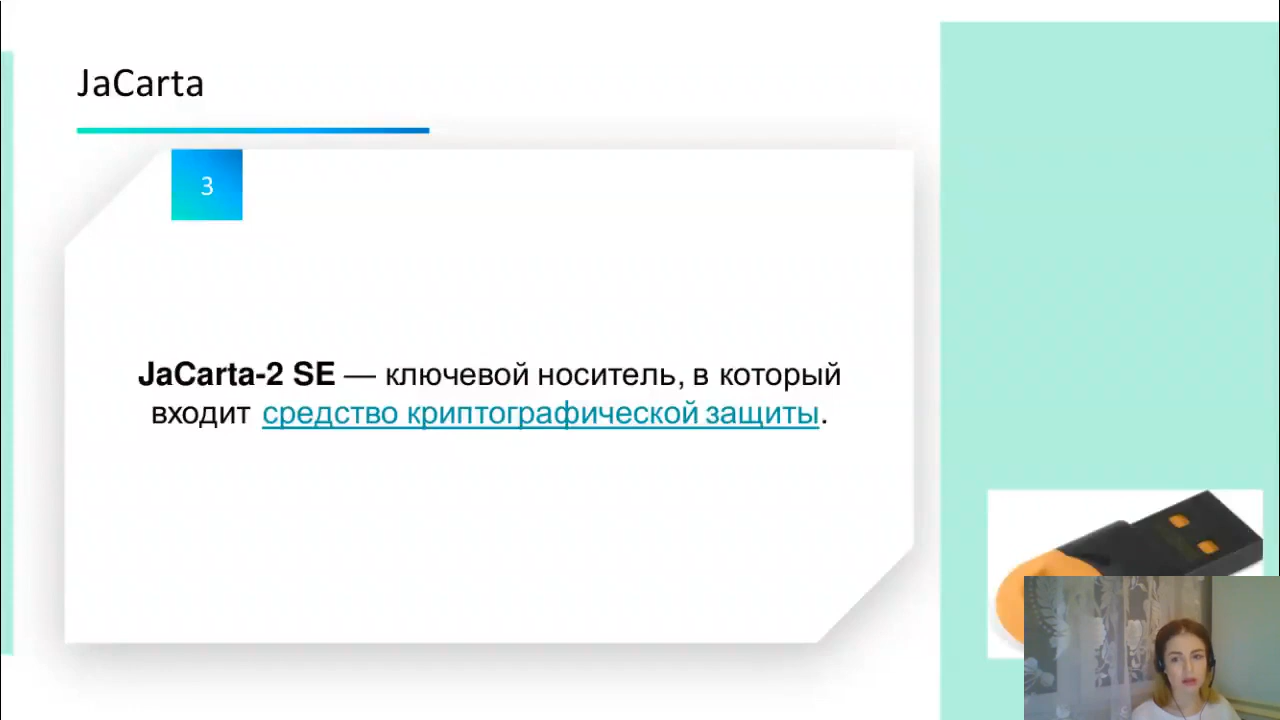 JaCarta
3
JaCarta-2 SE — ключевой носитель, в который
входит средство криптографической защиты.